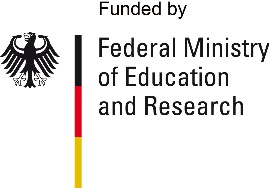 Funded by
Federal Ministry
of Education
and Research